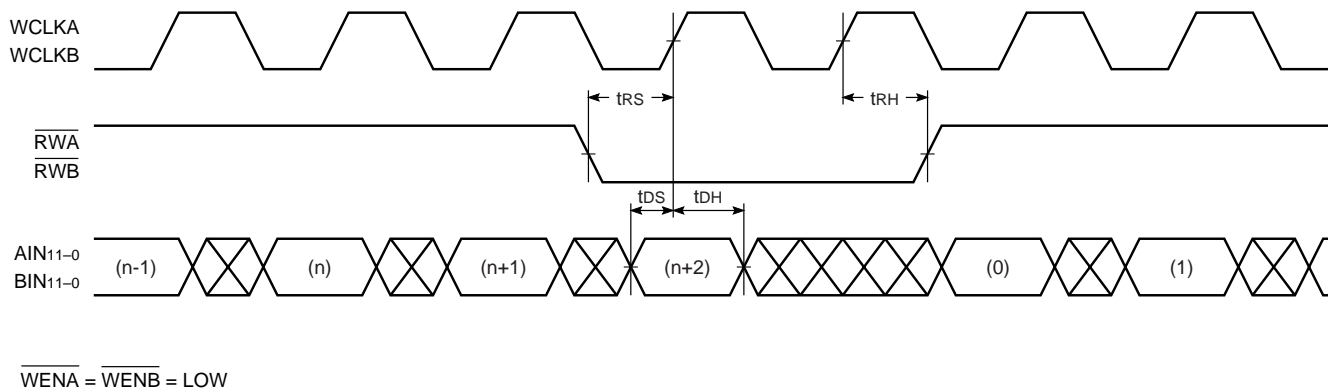 WCLKA
WCLKB
tRS
tRH
RWA
RWB
tDS
tDH
AIN11–0
BIN11–0
(n-1)
(n)
(n+1)
(n+2)
(0)
(1)
WENA = WENB = LOW